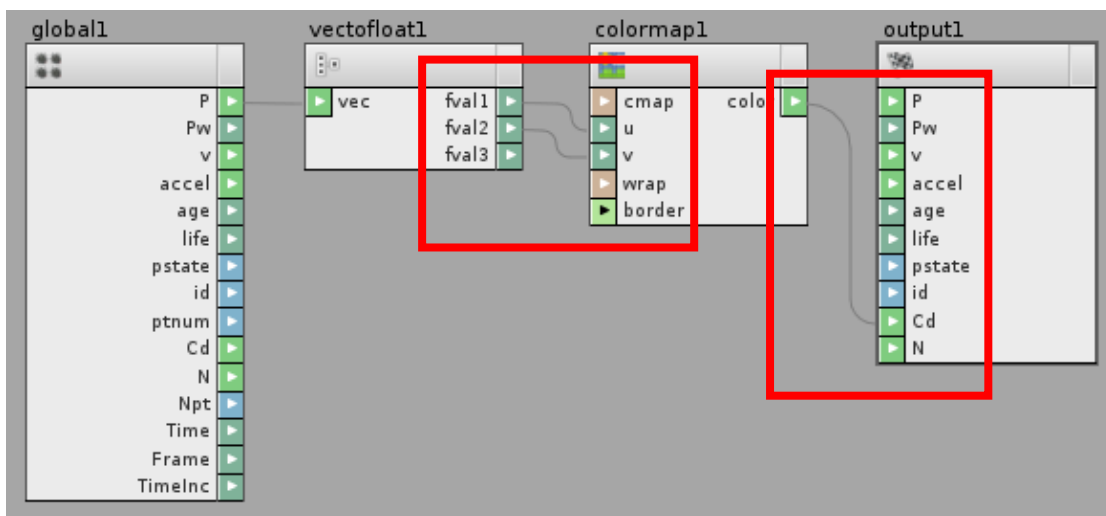 global1
P
Pw
v
accel
age
life
pstate
id
ptnum
Cd
N
Npt
Time
Frame
TimeInc
vectofloat1
vec
fval1
fval2
fval3
colormap1
cmap
u
v
wrap
border
colo
output1
P
Pw
v
accel
age
life
pstate
id
Cd
N